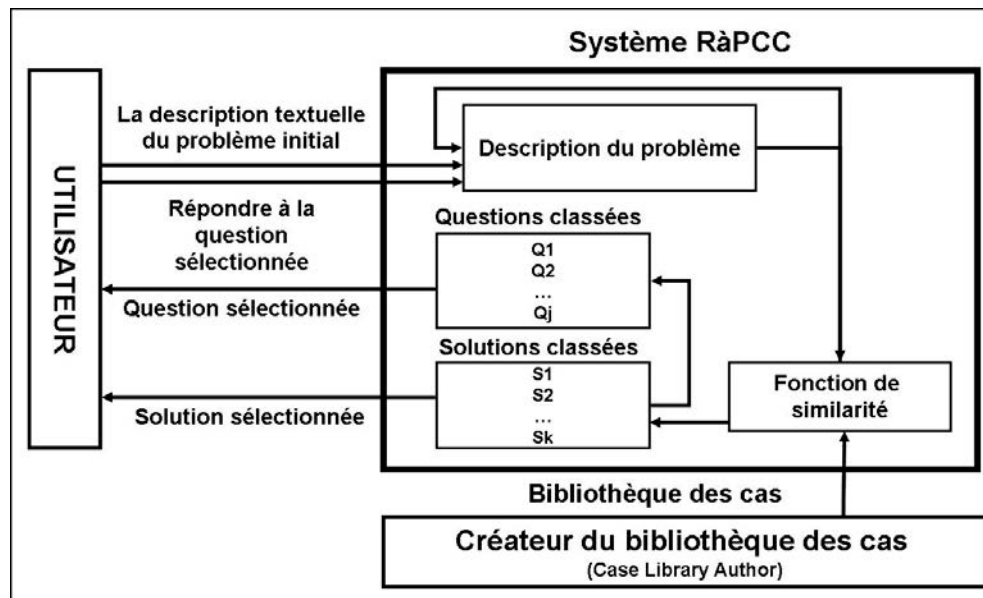 Système RàPCC
UTILISATEUR
La description textuelle
du problème initial
Description du problème
Répondre à la
question
sélectionnée
Questions classées
Q1
Q2
...
Qj
Question sélectionnée
Solutions classées
S1
S2
...
Sk
Solution sélectionnée
Fonction de
similarité
Bibliothèque des cas
Créateur du bibliothèque des cas
(Case Library Author)